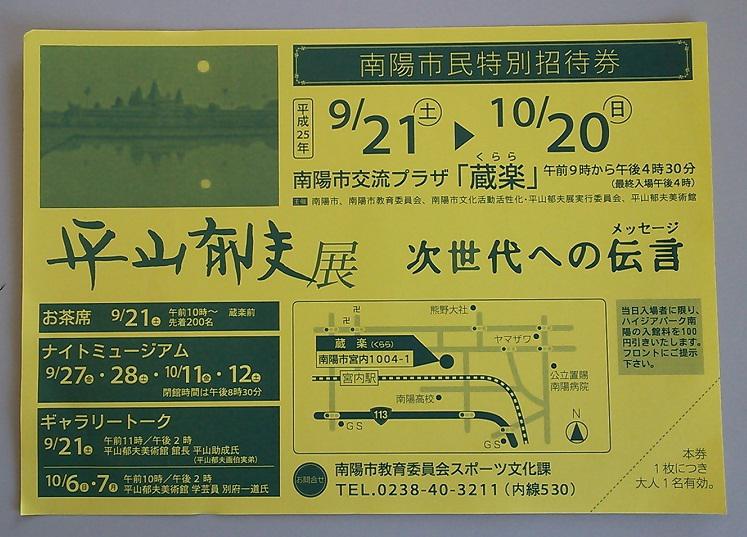 南陽市民特別招待券
平成25年
9/21土▶10/20日
くらら
南陽市交流プラザ「蔵楽」午前9時から午後4時30分
(最終入場午後4時)
主催 南陽市、南陽市教育委員会、南陽市文化活動活性化・平山郁夫展実行委員会、平山郁夫美術館
平山郁夫展
メッセージ
次世代への伝言
お茶席 9/21土 午前10時~ 先着200名 蔵楽前
ナイトミュージアム
9/27金・28土・10/11金・12土
閉館時間は午後8時30分
ギャラリートーク
9/21土 午前11時/午後2時
平山郁夫美術館 館長 平山助成氏
(平山郁夫画伯実弟)
10/6日・7月 午前10時/午後2時
平山郁夫美術館 学芸員 別府一道氏
熊野大社
卍
卍
蔵楽(くらら)
南陽市宮内1004-1
ヤマザワ
宮内駅
公立置賜
南陽病院
南陽高校
113
GS
GS
N
当日入場者に限り、
ハイジアパーク南
陽の入館料を100
円引きいたします。
フロントにご提示
下さい。
お問合せ
南陽市教育委員会スポーツ文化課
TEL.0238-40-3211(内線530)
本券
1枚につき
大人1名有効。